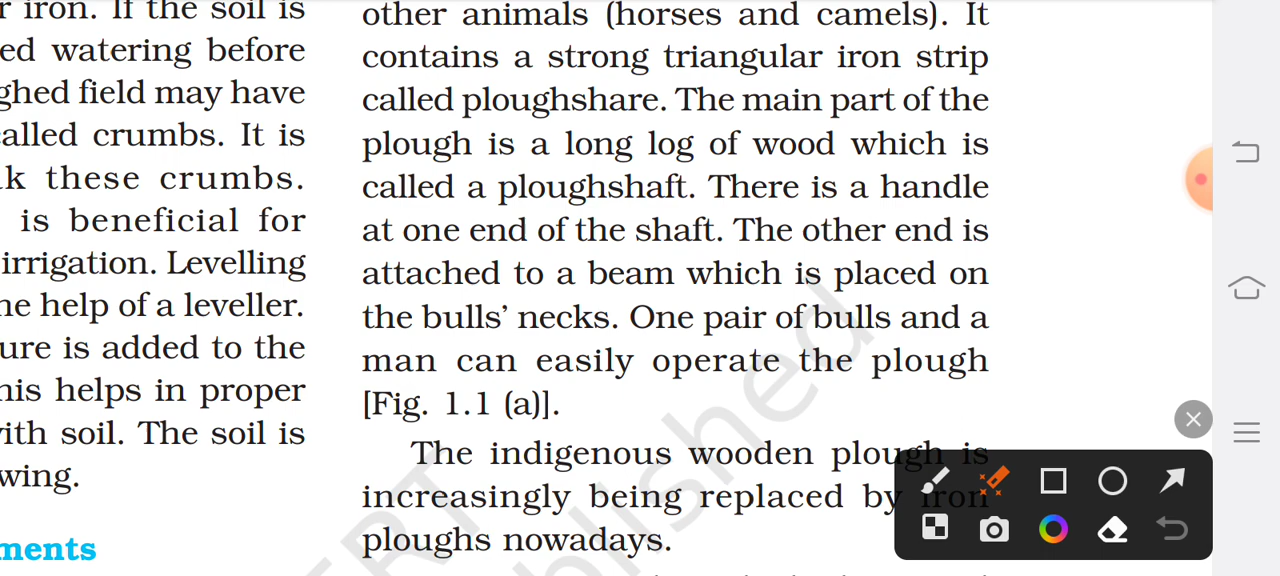 r iron. If the soil is
ed watering before
ghed field may have
alled crumbs. It is
k these crumbs.
is beneficial for
irrigation. Levelling
ne help of a leveller.
ure is added to the
his helps in proper
ith soil. The soil is
wing.
ments
other animals (horses and camels). It
contains a strong triangular iron strip
called ploughshare. The main part of the
plough is a long log of wood which is
called a ploughshaft. There is a handle
at one end of the shaft. The other end is
attached to a beam which is placed on
the bulls’ necks. One pair of bulls and a
man can easily operate the plough
[Fig. 1.1 (a)].
The indigenous wooden plough is
increasingly being replaced by iron
ploughs nowadays.